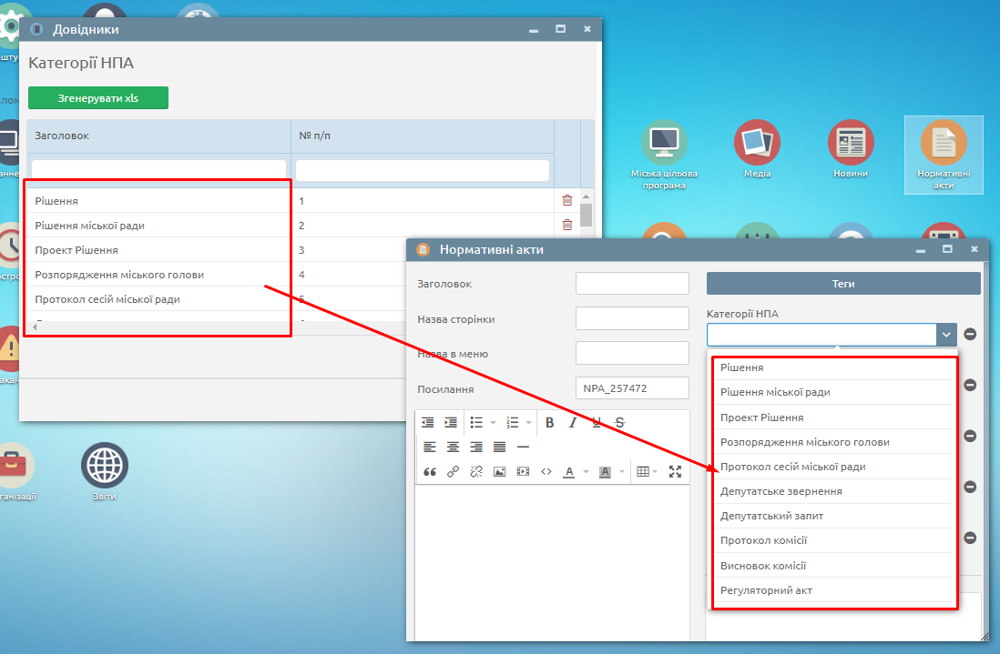 Довідники
Категорії НПА
Згенерувати xls
Заголовок
№ п/п
Рішення
1
Рішення міської ради
2
Проект Рішення
3
Розпорядження міського голови
4
Протокол сесій міської ради
5
Міська цільова
програма
Медіа
Новини
Нормативні
акти
Нормативні акти
Заголовок
Назва сторінки
Назва в меню
Посилання
NPA_257472
Теги
Категорії НПА
Рішення
Рішення міської ради
Проект Рішення
Розпорядження міського голови
Протокол сесій міської ради
Депутатське звернення
Депутатський запит
Протокол комісії
Висновок комісії
Регуляторний акт
Звіти